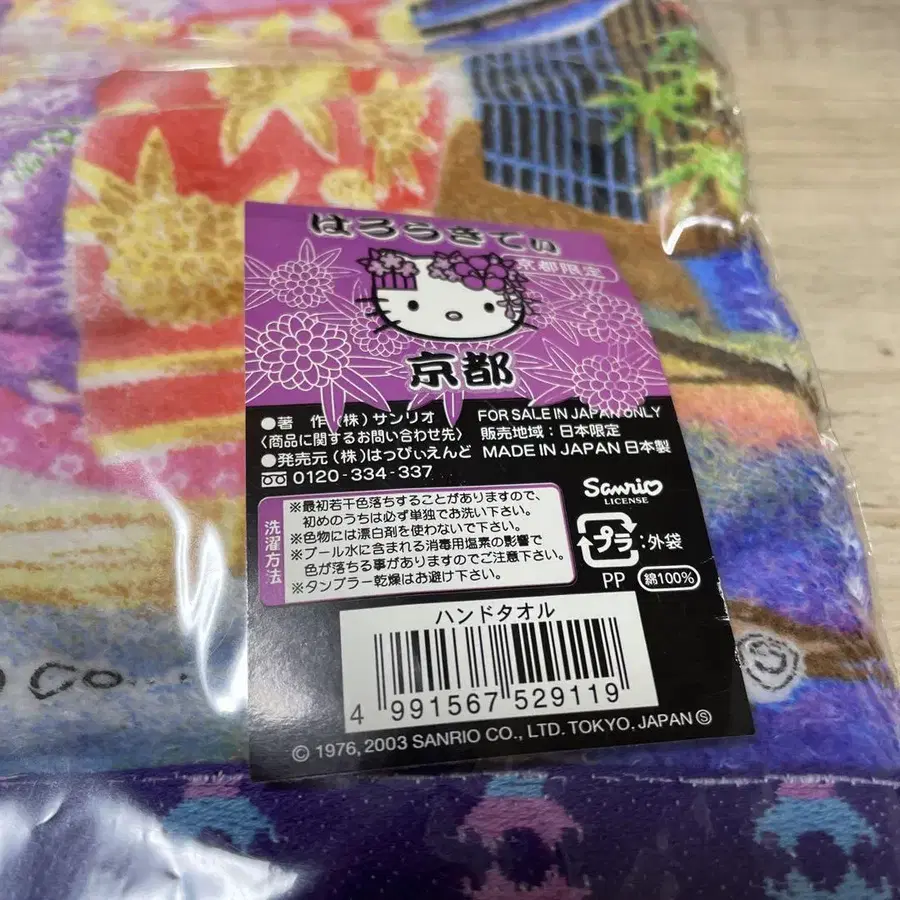 はろうきてぃ
京都限定
京都
●著 作 (株) サンリオ
〈商品に関するお問い合わせ先〉
●発売元 (株) はっぴぃえんど
0120-334-337
FOR SALE IN JAPAN ONLY
販売地域：日本限定
MADE IN JAPAN 日本製
Sanrio
LICENSE
洗濯方法
※最初若干色落ちすることがありますので、
初めのうちは必ず単独でお洗い下さい。
※色物には漂白剤を使わないで下さい。
※プール水に含まれる消毒用塩素の影響で
色が落ちる事がありますのでご注意下さい。
※タンブラー乾燥はお避け下さい。
プラ：外袋
PP 綿100%
ハンドタオル
4 991567 529119
© 1976, 2003 SANRIO CO., LTD. TOKYO, JAPAN Ⓢ
Co...